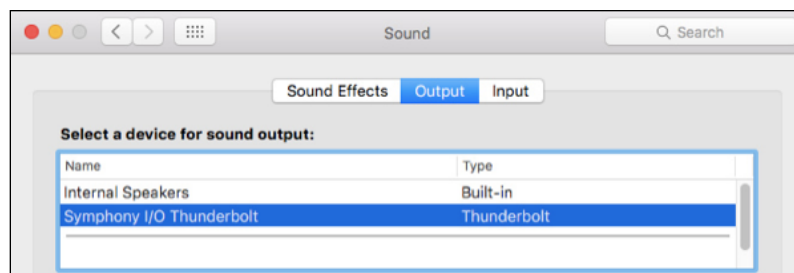 Sound
Search
Sound Effects Output Input
Select a device for sound output:
Name Type
Internal Speakers Built-in
Symphony I/O Thunderbolt Thunderbolt